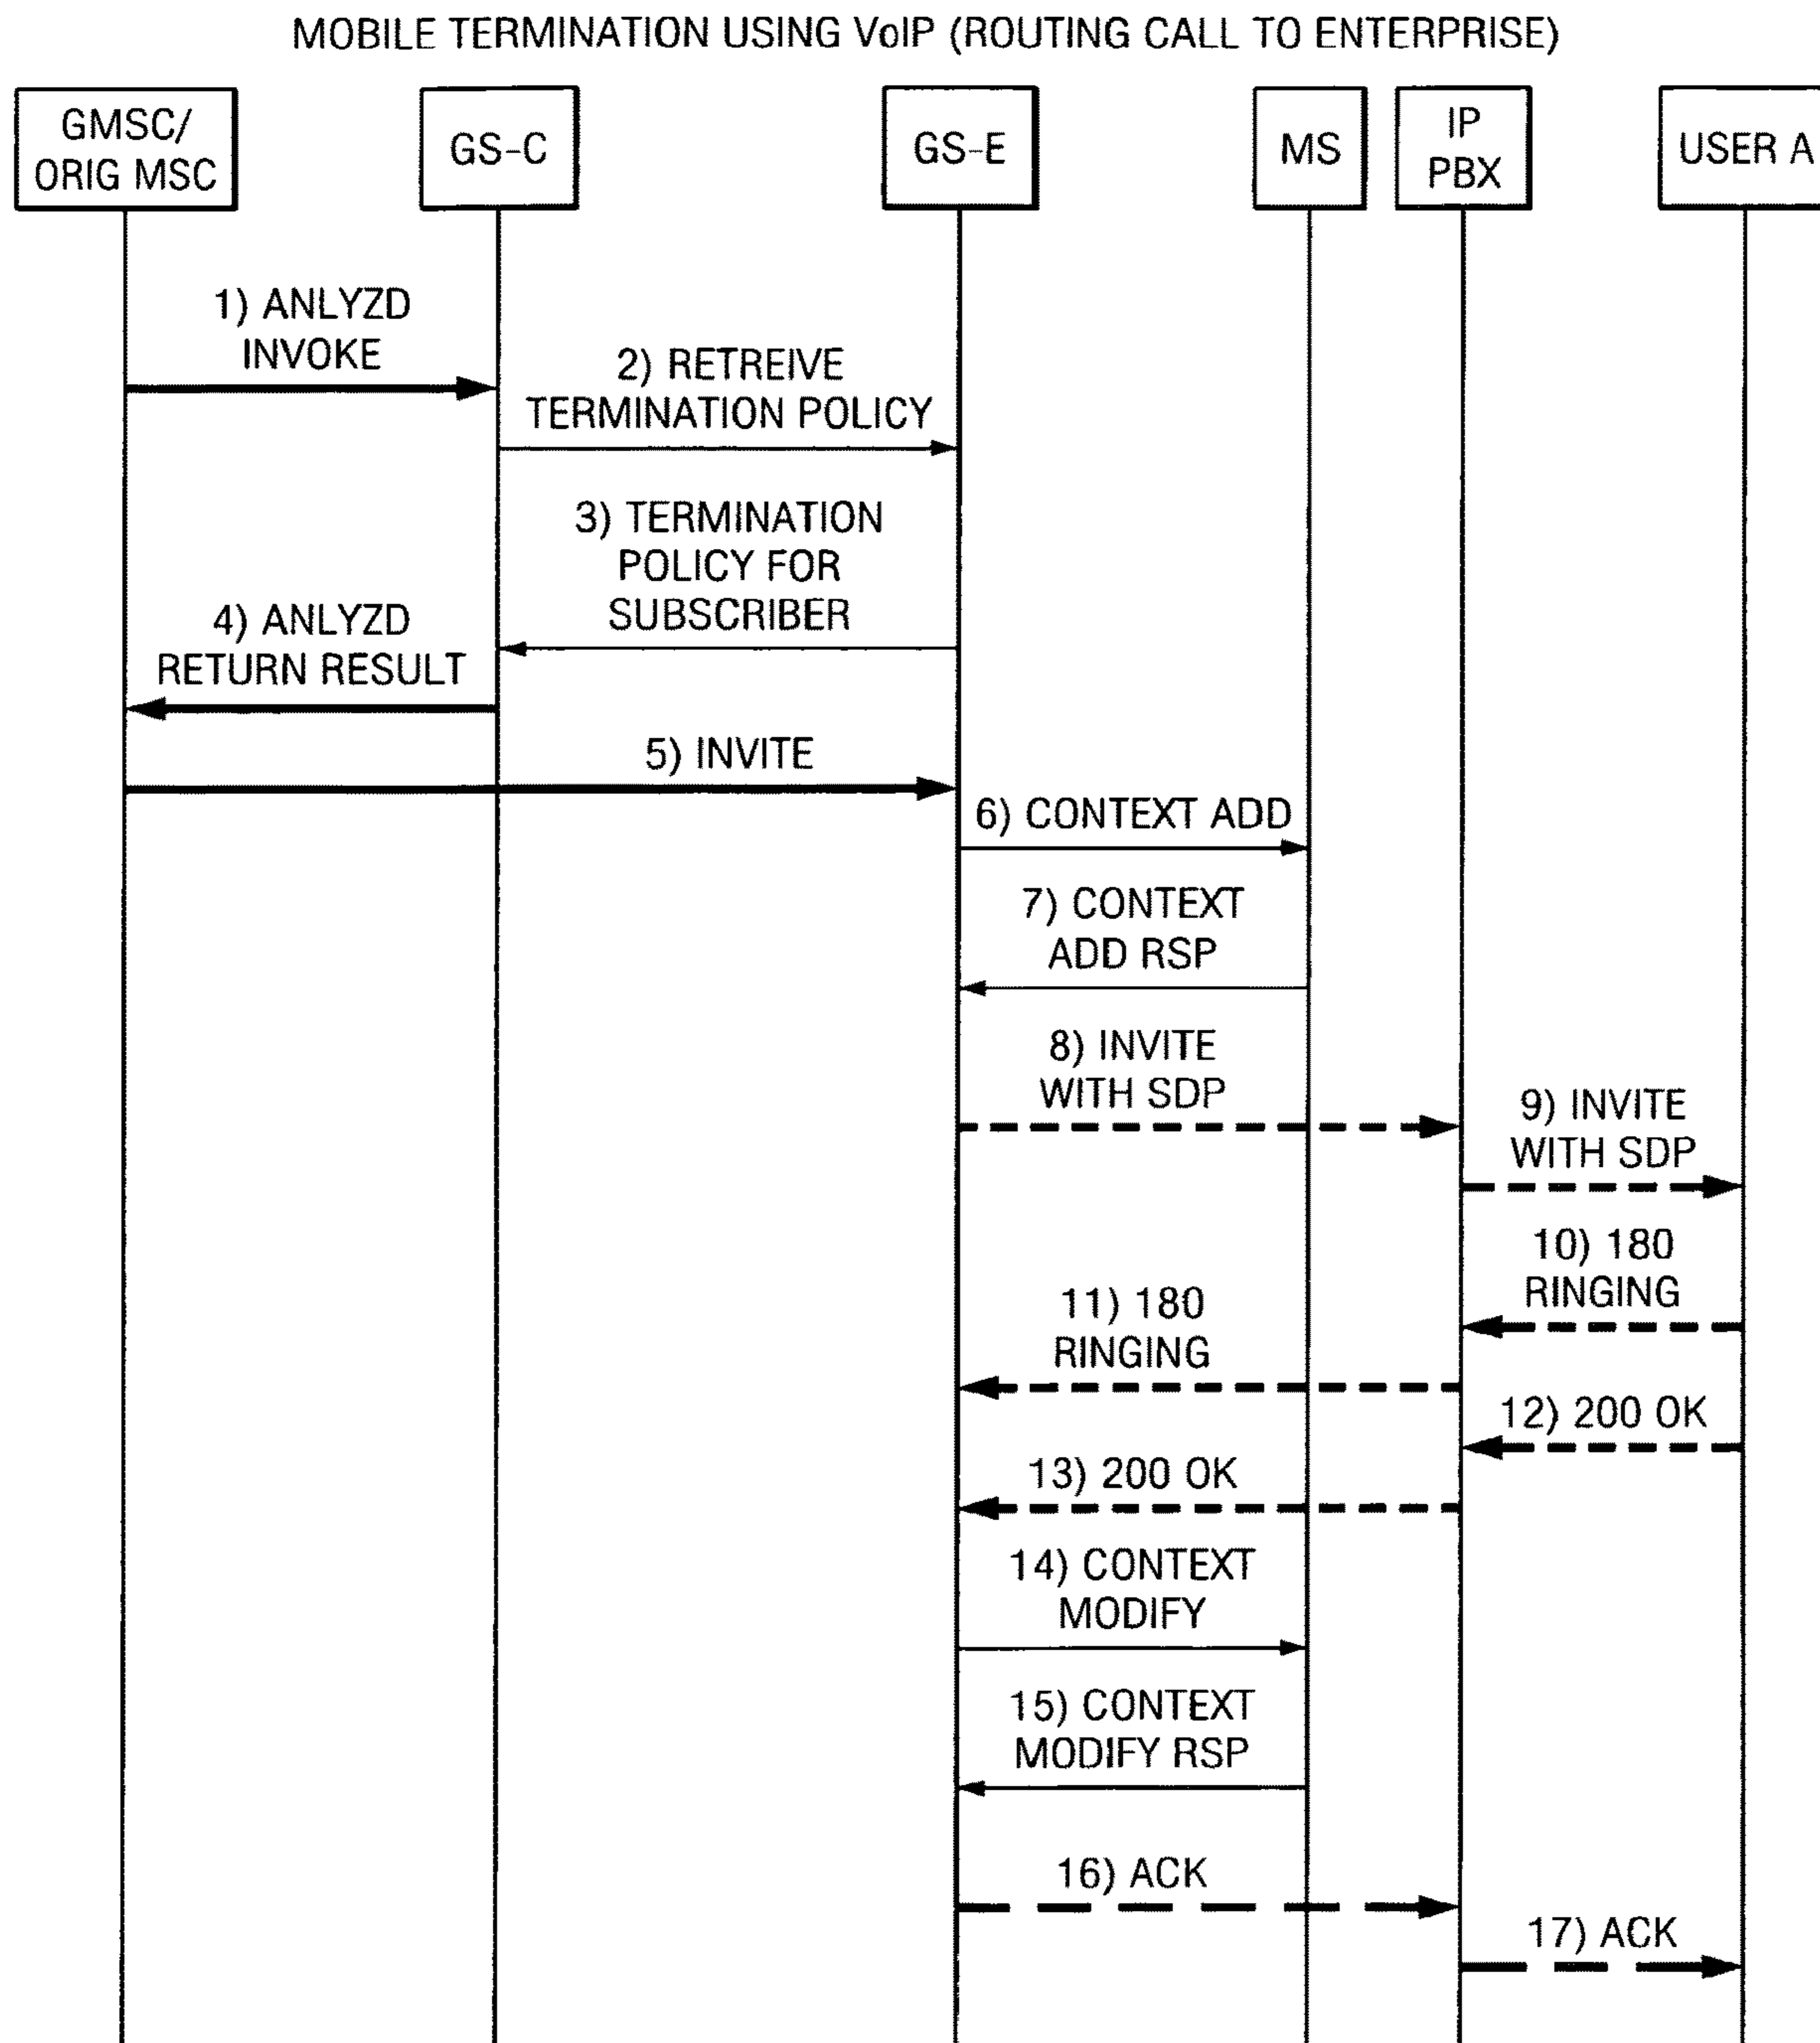 MOBILE TERMINATION USING VoIP (ROUTING CALL TO ENTERPRISE)
GMSC/
ORIG MSC
GS-C
GS-E
MS
IP
PBX
USER A
1) ANLYZD
INVOKE
2) RETREIVE
TERMINATION POLICY
3) TERMINATION
POLICY FOR
SUBSCRIBER
4) ANLYZD
RETURN RESULT
5) INVITE
6) CONTEXT ADD
7) CONTEXT
ADD RSP
8) INVITE
WITH SDP
9) INVITE
WITH SDP
10) 180
RINGING
11) 180
RINGING
12) 200 OK
13) 200 OK
14) CONTEXT
MODIFY
15) CONTEXT
MODIFY RSP
16) ACK
17) ACK